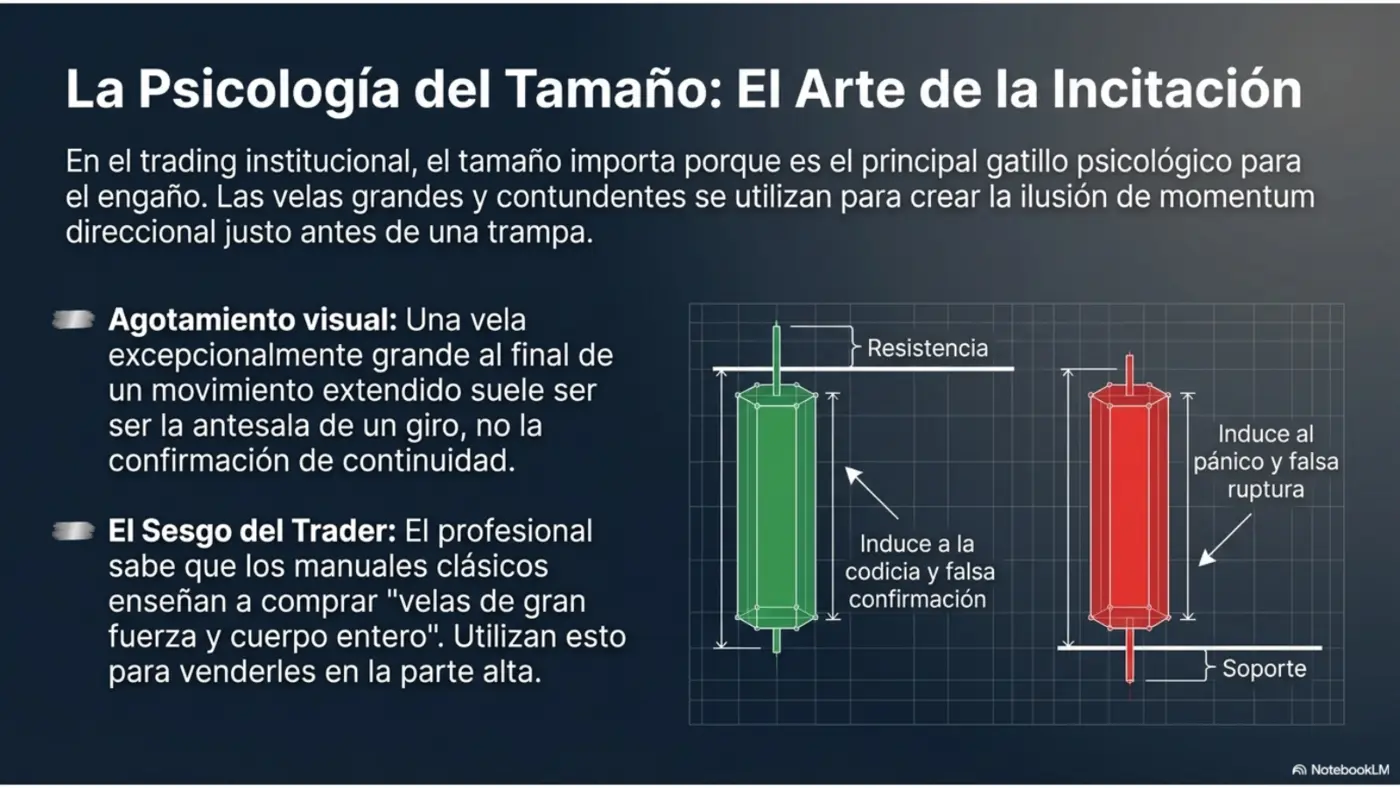 La Psicología del Tamaño: El Arte de la Incitación
En el trading institucional, el tamaño importa porque es el principal gatillo psicológico para
el engaño. Las velas grandes y contundentes se utilizan para crear la ilusión de momentum
direccional justo antes de una trampa.
Agotamiento visual: Una vela
excepcionalmente grande al final de
un movimiento extendido suele ser
ser la antesala de un giro, no la
confirmación de continuidad.
El Sesgo del Trader: El profesional
sabe que los manuales clásicos
enseñan a comprar "velas de gran
fuerza y cuerpo entero". Utilizan esto
para venderles en la parte alta.
Resistencia
Induce a la
codicia y falsa
confirmación
Induce al
pánico y falsa
ruptura
Soporte
NotebookLM